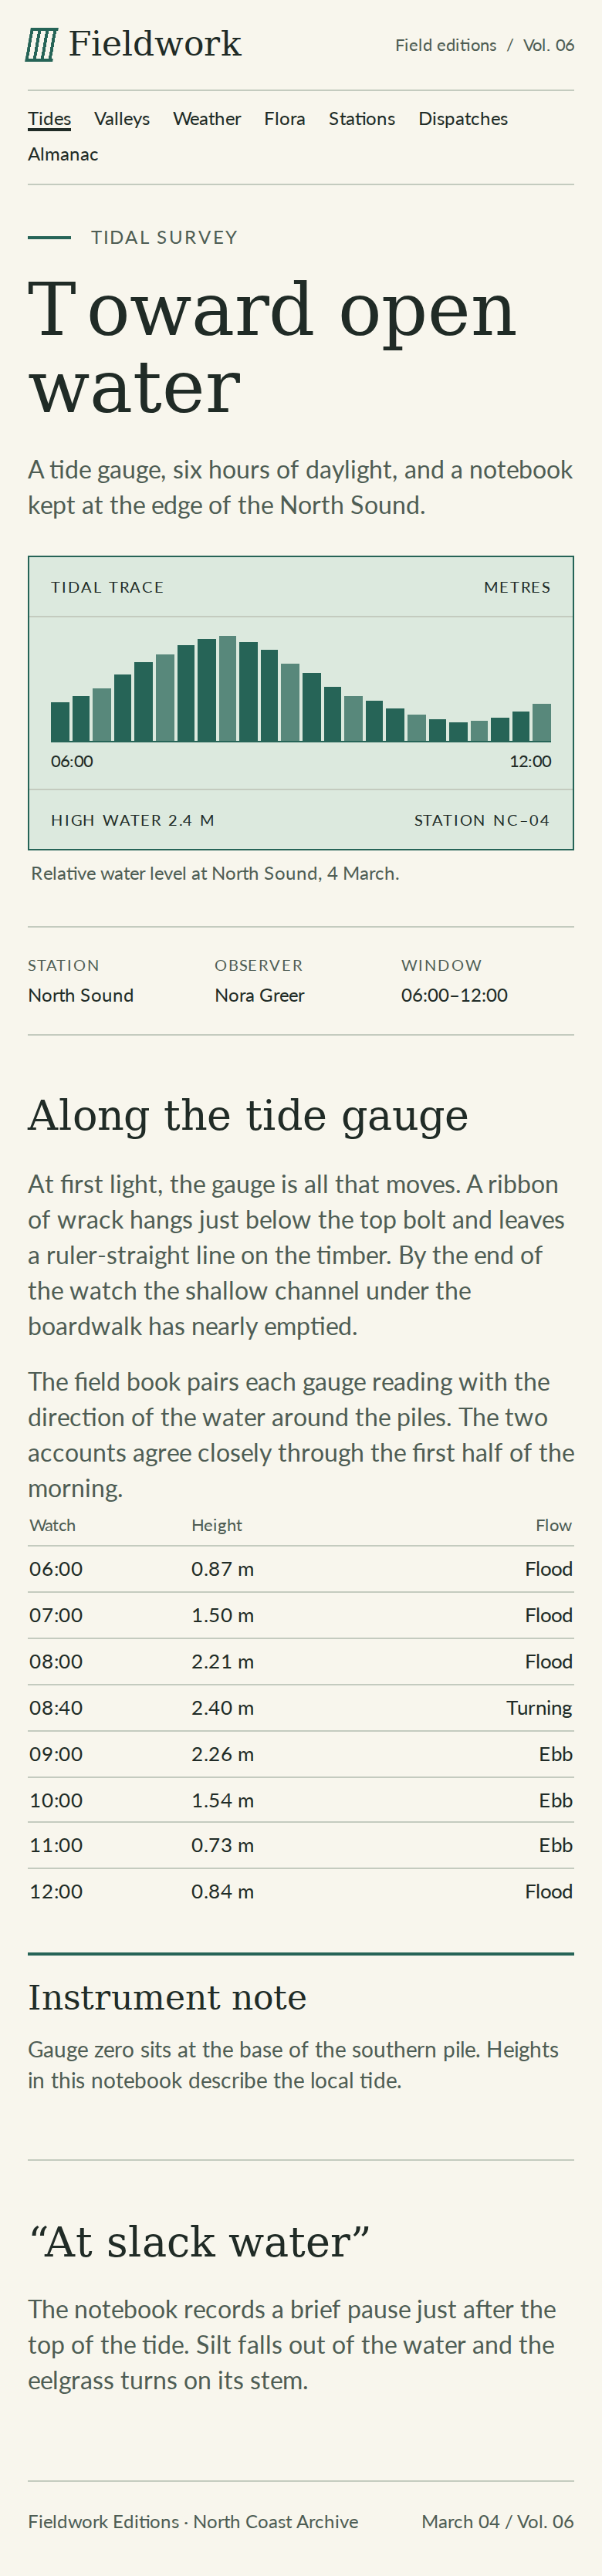 Fieldwork
Field editions / Vol. 06
Tides Valleys Weather Flora Stations Dispatches
Almanac
TIDAL SURVEY
Toward open
water
A tide gauge, six hours of daylight, and a notebook
kept at the edge of the North Sound.
TIDAL TRACE METRES
06:00 12:00
HIGH WATER 2.4 M STATION NC–04
Relative water level at North Sound, 4 March.
STATION OBSERVER WINDOW
North Sound Nora Greer 06:00–12:00
Along the tide gauge
At first light, the gauge is all that moves. A ribbon
of wrack hangs just below the top bolt and leaves
a ruler-straight line on the timber. By the end of
the watch the shallow channel under the
boardwalk has nearly emptied.
The field book pairs each gauge reading with the
direction of the water around the piles. The two
accounts agree closely through the first half of the
morning.
Watch Height Flow
06:00 0.87 m Flood
07:00 1.50 m Flood
08:00 2.21 m Flood
08:40 2.40 m Turning
09:00 2.26 m Ebb
10:00 1.54 m Ebb
11:00 0.73 m Ebb
12:00 0.84 m Flood
Instrument note
Gauge zero sits at the base of the southern pile. Heights
in this notebook describe the local tide.
“At slack water”
The notebook records a brief pause just after the
top of the tide. Silt falls out of the water and the
eelgrass turns on its stem.
Fieldwork Editions · North Coast Archive March 04 / Vol. 06